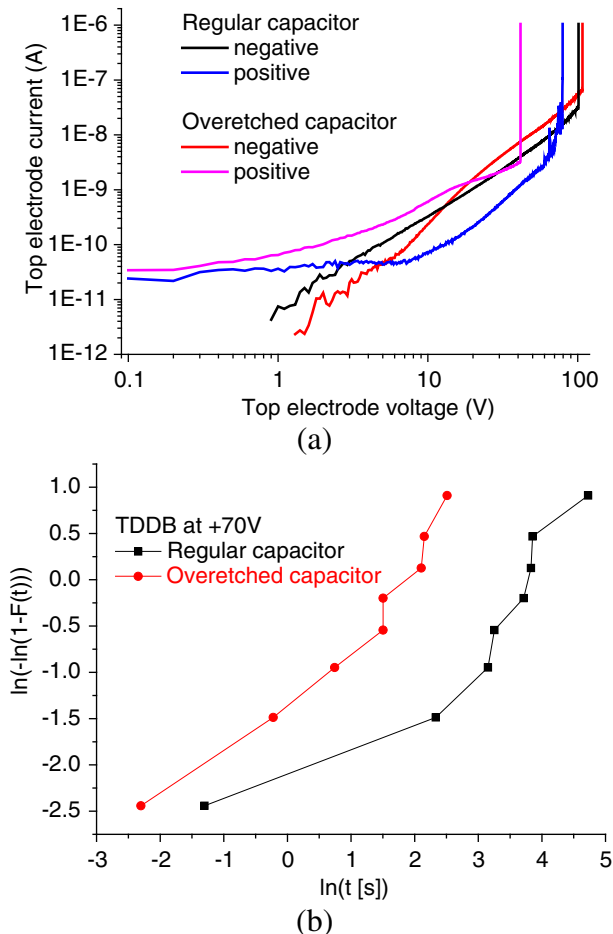 Regular capacitor
negative
positive
Overetched capacitor
negative
positive
Top electrode current (A)
1E-6
1E-7
1E-8
1E-9
1E-10
1E-11
1E-12
0.1 1 10 100
Top electrode voltage (V)
(a)
TDDB at +70V
Regular capacitor
Overetched capacitor
ln(-ln(1-F(t)))
1.0
0.5
0.0
-0.5
-1.0
-1.5
-2.0
-2.5
-3 -2 -1 0 1 2 3 4 5
ln(t [s])
(b)